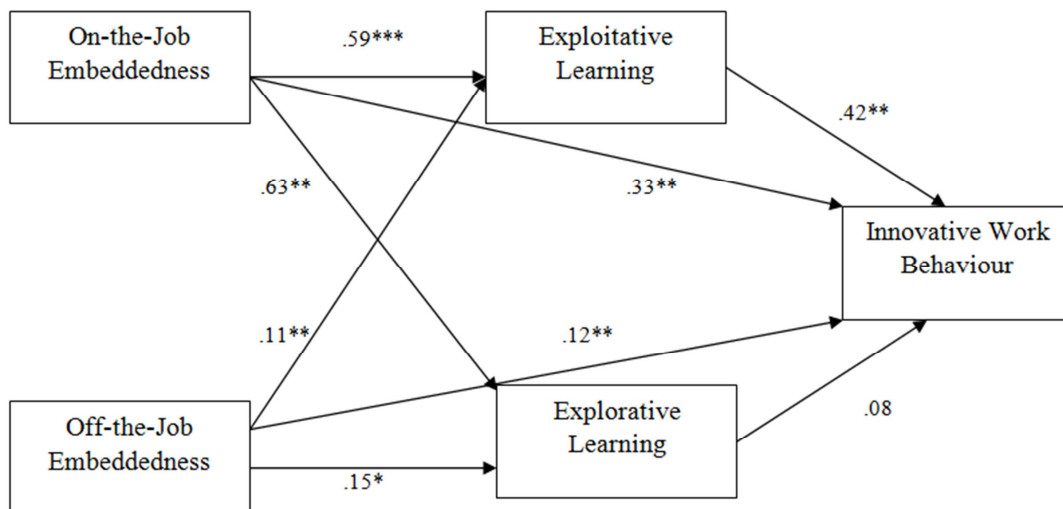 On-the-Job
Embeddedness
.59***
Exploitative
Learning
.42**
.63**
.33**
Innovative Work
Behaviour
.11**
.12**
Off-the-Job
Embeddedness
.15*
Explorative
Learning
.08